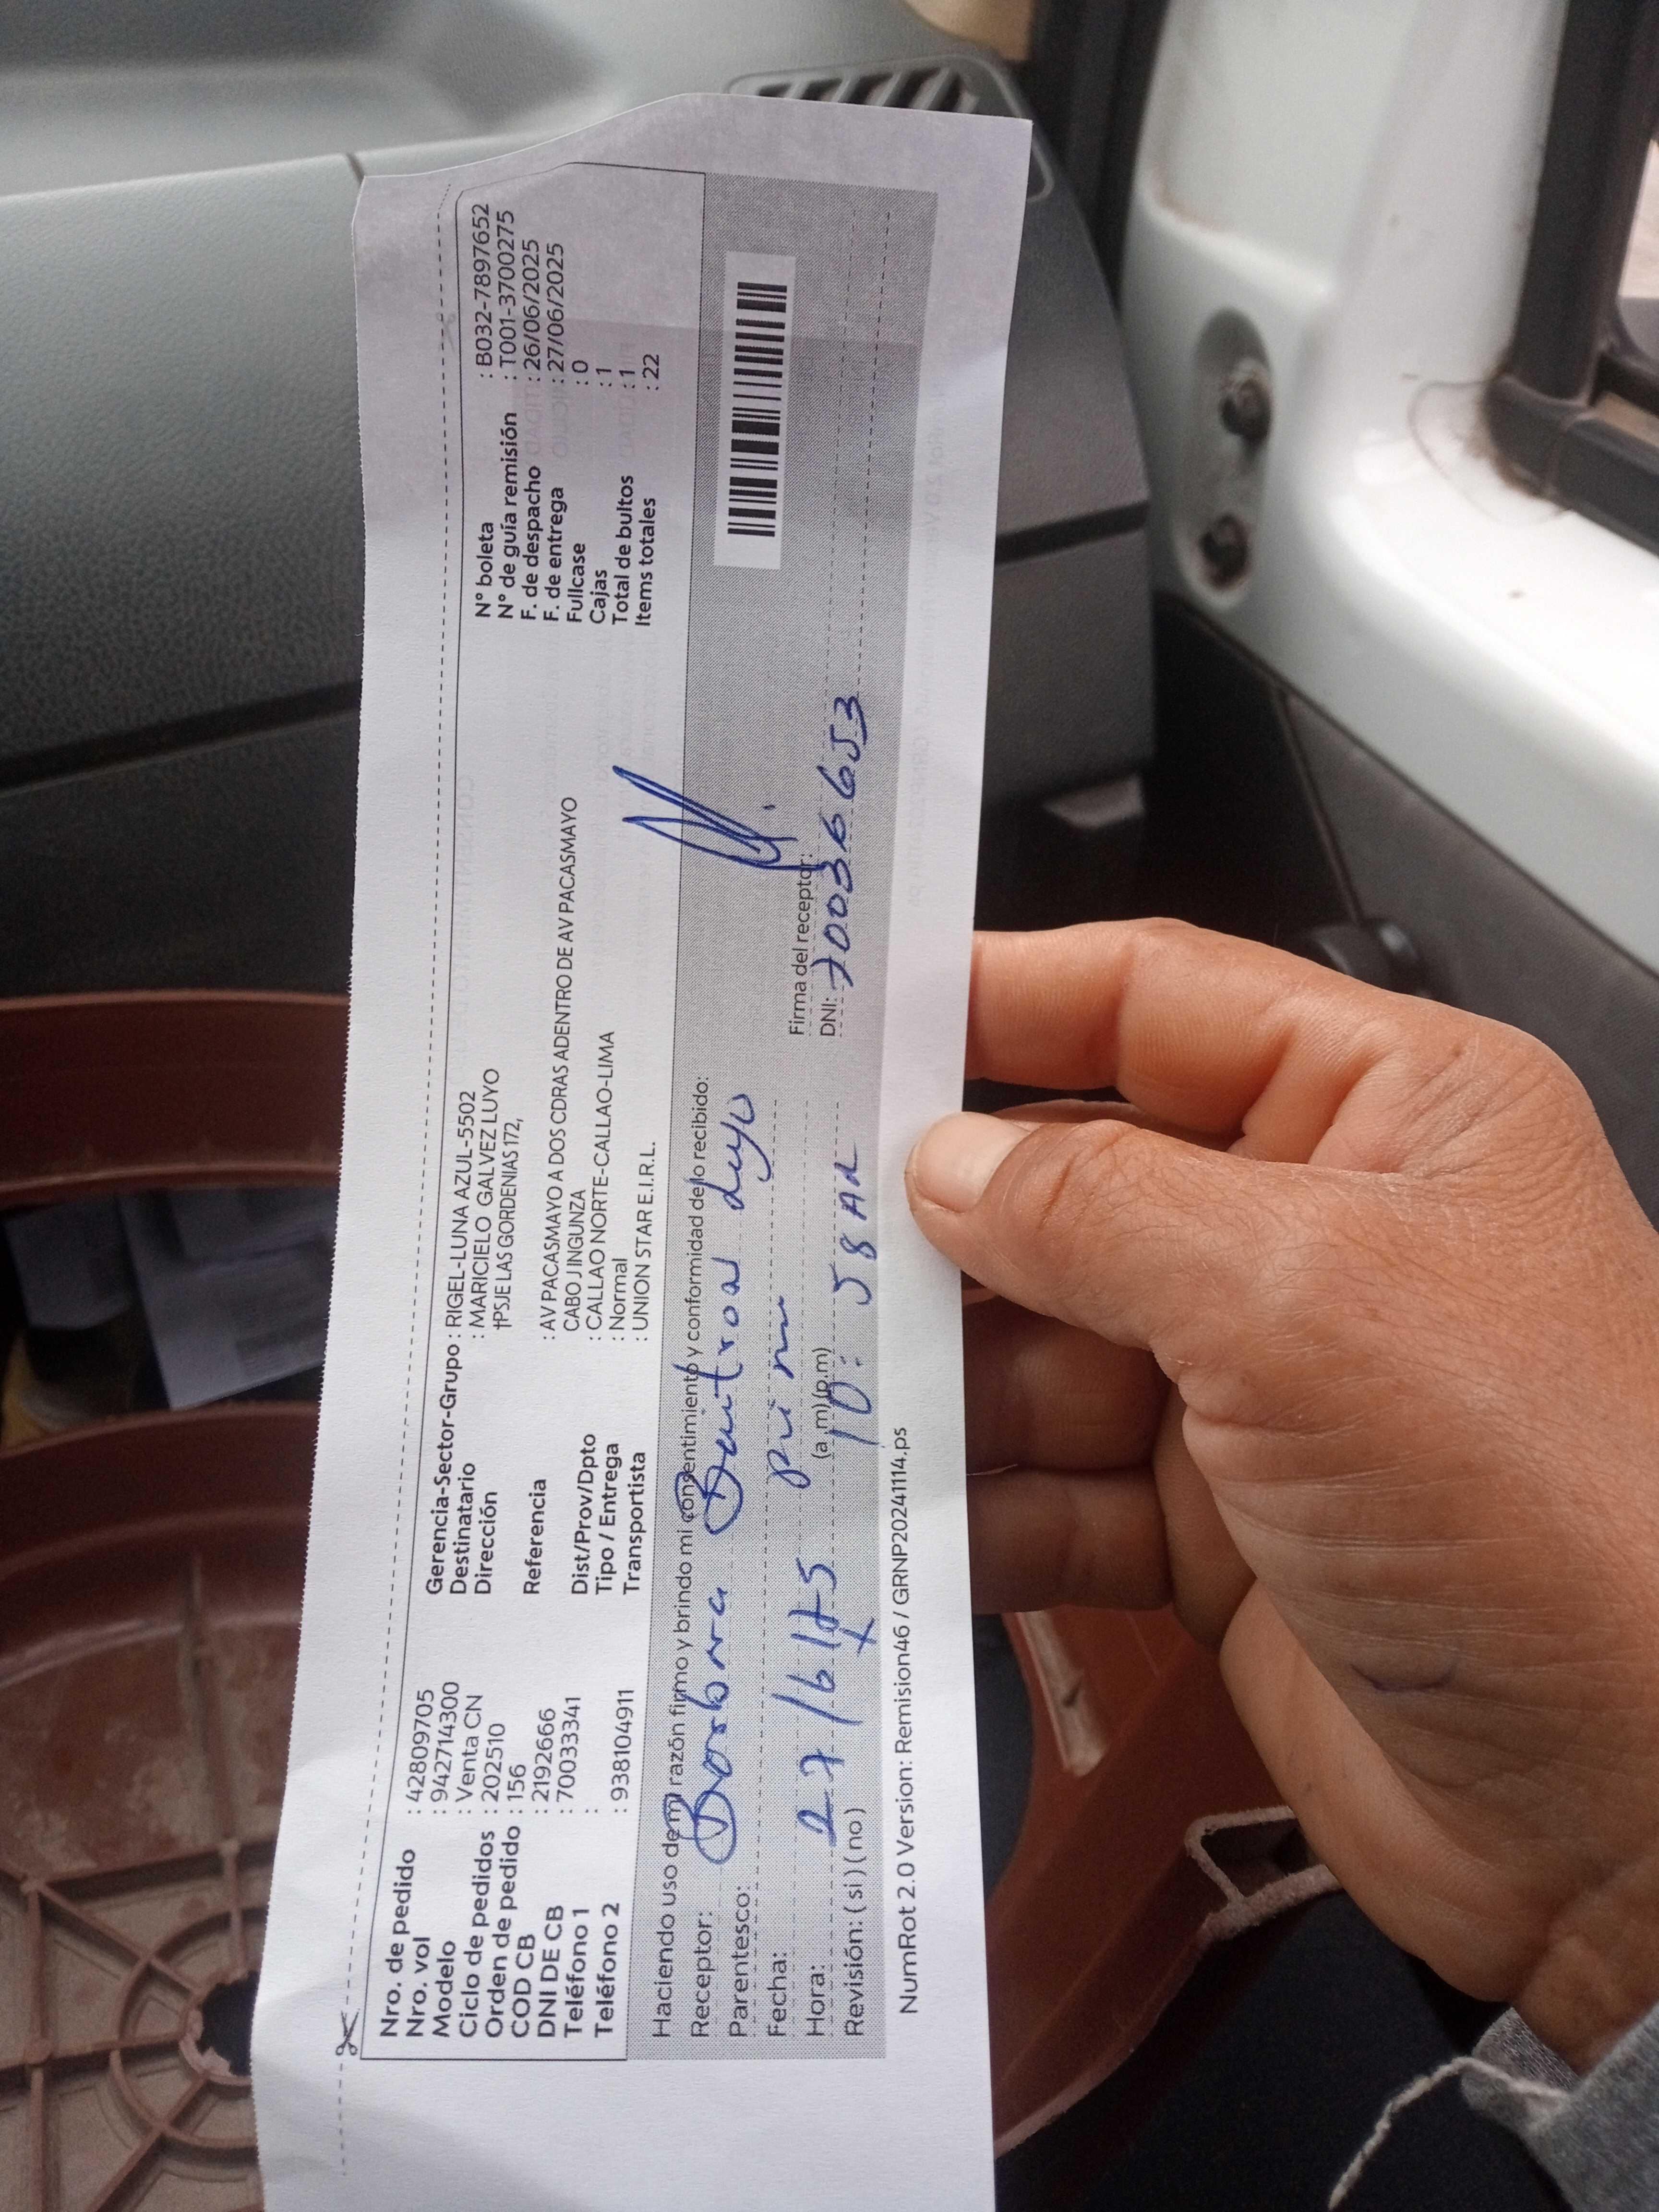 Nro. de pedido : 42809705
Nro. vol : 942714300
Modelo : Venta CN
Ciclo de pedidos : 202510
Orden de pedido : 156
COD CB : 2192666
DNI DE CB : 70033341
Teléfono 1 :
Teléfono 2 : 938104911
Gerencia-Sector-Grupo : RIGEL-LUNA AZUL-5502
Destinatario : MARICIELO GALVEZ LUYO
Dirección †PSJE LAS GORDENIAS 172,
Referencia : AV PACASMAYO A DOS CDRAS ADENTRO DE AV PACASMAYO
CABO J INGUNZA
Dist/Prov/Dpto : CALLAO NORTE-CALLAO-LIMA
Tipo / Entrega : Normal
Transportista : UNION STAR E.I.R.L.
N° boleta : B032-7897652
N° de guía remisión : T001-3700275
F. de despacho : 26/06/2025
F. de entrega : 27/06/2025
Fullcase : 0
Cajas : 1
Total de bultos : 1
Items totales : 22
Haciendo uso de mi razón firmo y brindo mi consentimiento y conformidad de lo recibido:
Receptor: Barbara luyo
Parentesco:
Fecha: 27/6/
Hora: (a.m) (p.m) 10:58 AM
Revisión: ( si ) ( no )
Firma del receptor:
DNI: 70036653
NumRot 2.0 Version: Remision46 / GRNP20241114.ps